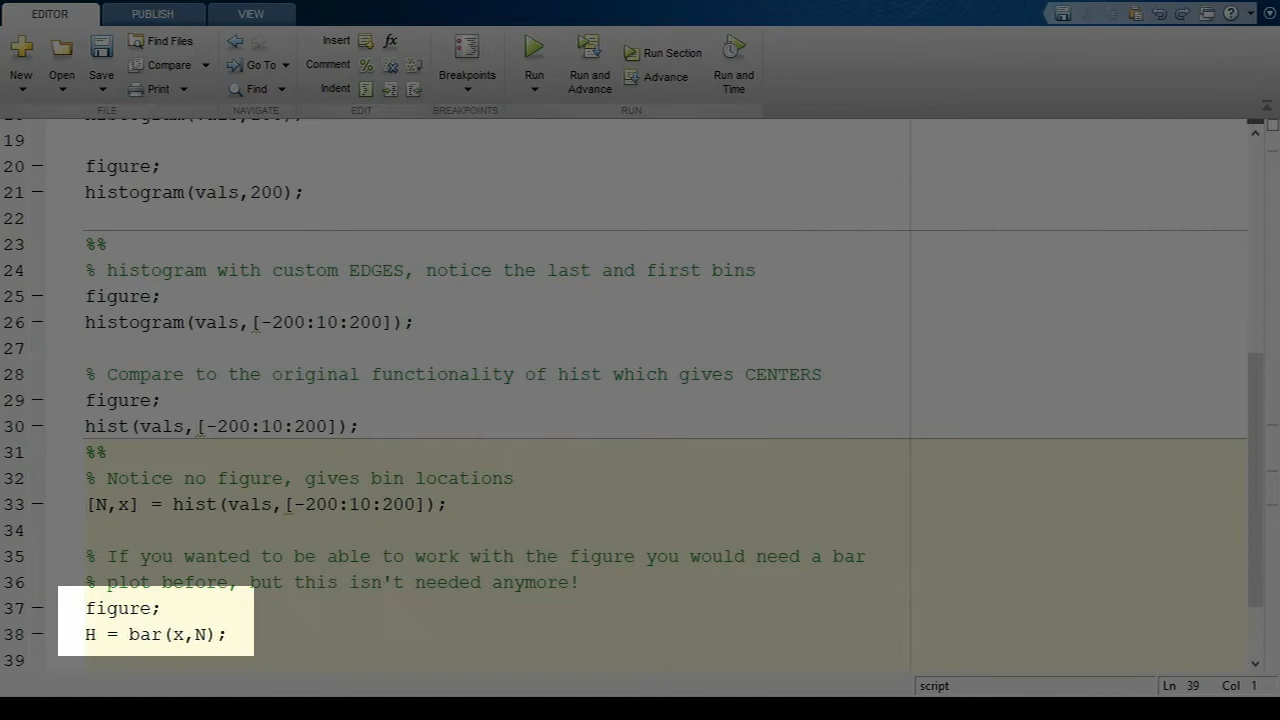 EDITOR PUBLISH VIEW
New Open Save Find Files Compare Print
Go To Find
Insert fx
Comment
Indent
Breakpoints
Run
Run and Advance
Run Section
Advance
Run and Time
FILE NAVIGATE EDIT BREAKPOINTS RUN
19
20 figure;
21 histogram(vals,200);
22
23 %%
24 % histogram with custom EDGES, notice the last and first bins
25 figure;
26 histogram(vals,[-200:10:200]);
27
28 % Compare to the original functionality of hist which gives CENTERS
29 figure;
30 hist(vals,[-200:10:200]);
31 %%
32 % Notice no figure, gives bin locations
33 [N,x] = hist(vals,[-200:10:200]);
34
35 % If you wanted to be able to work with the figure you would need a bar
36 % plot before, but this isn't needed anymore!
37 figure;
38 H = bar(x,N);
39
script Ln 39 Col 1